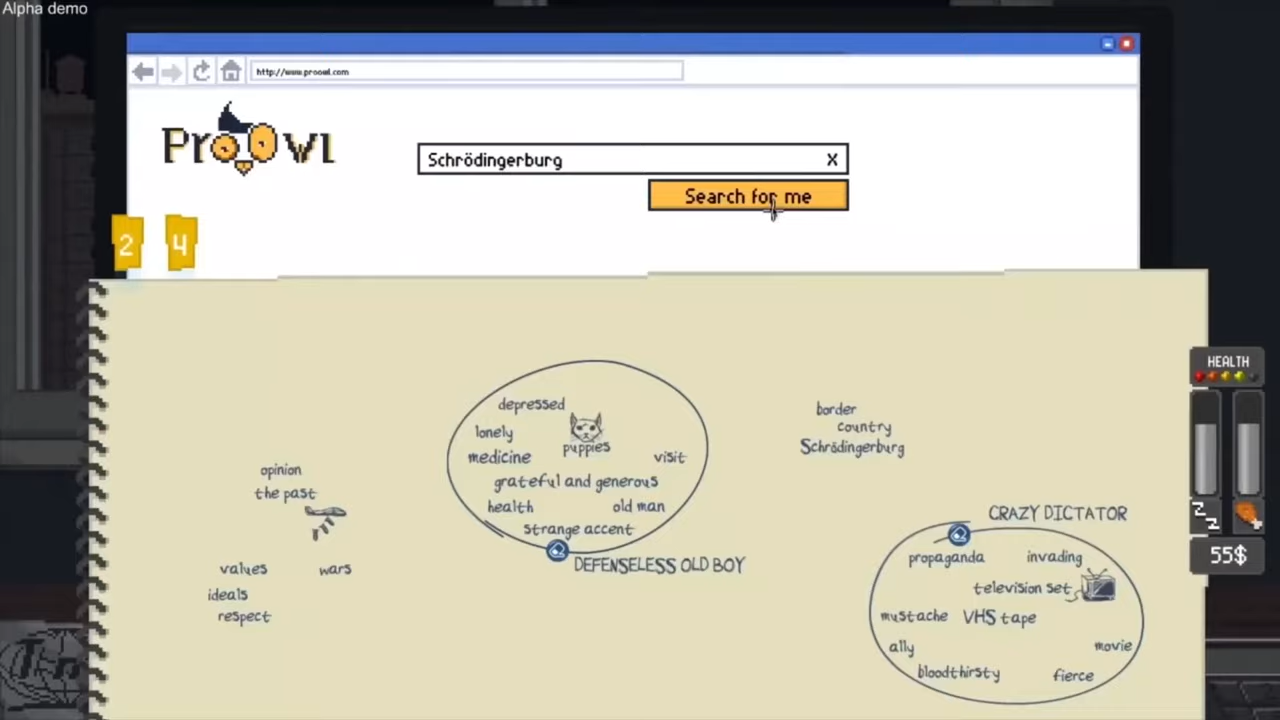 Alpha demo
http://www.proowl.com
PrOOwl
Schrödingerburg X
Search for me
2 4
HEALTH
depressed
lonely
puppies
medicine
visit
grateful and generous
health
old man
strange accent
DEFENSELESS OLD BOY
border
country
Schrödingerburg
opinion
the past
values
wars
ideals
respect
CRAZY DICTATOR
propaganda
invading
television set
mustache
VHS tape
ally
movie
bloodthirsty
fierce
Z
Z
55$